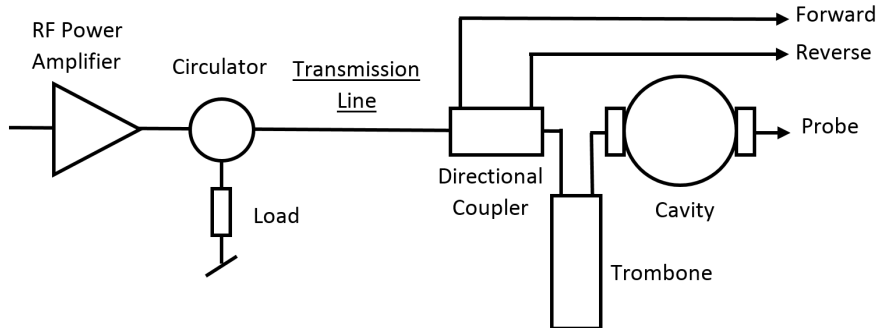 Forward
RF Power
Amplifier
Reverse
Circulator
Transmission
Line
Probe
Directional
Coupler
Cavity
Load
Trombone